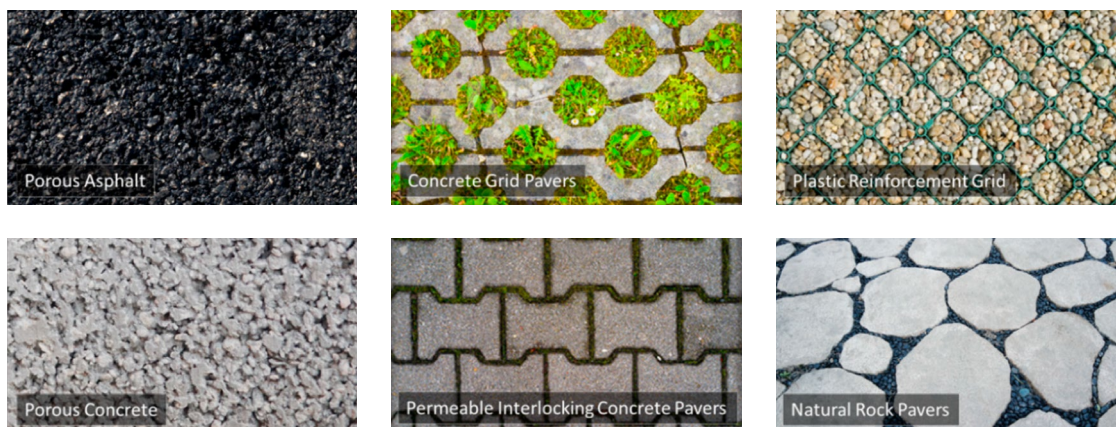 Porous Asphalt
Concrete Grid Pavers
Plastic Reinforcement Grid
Porous Concrete
Permeable Interlocking Concrete Pavers
Natural Rock Pavers